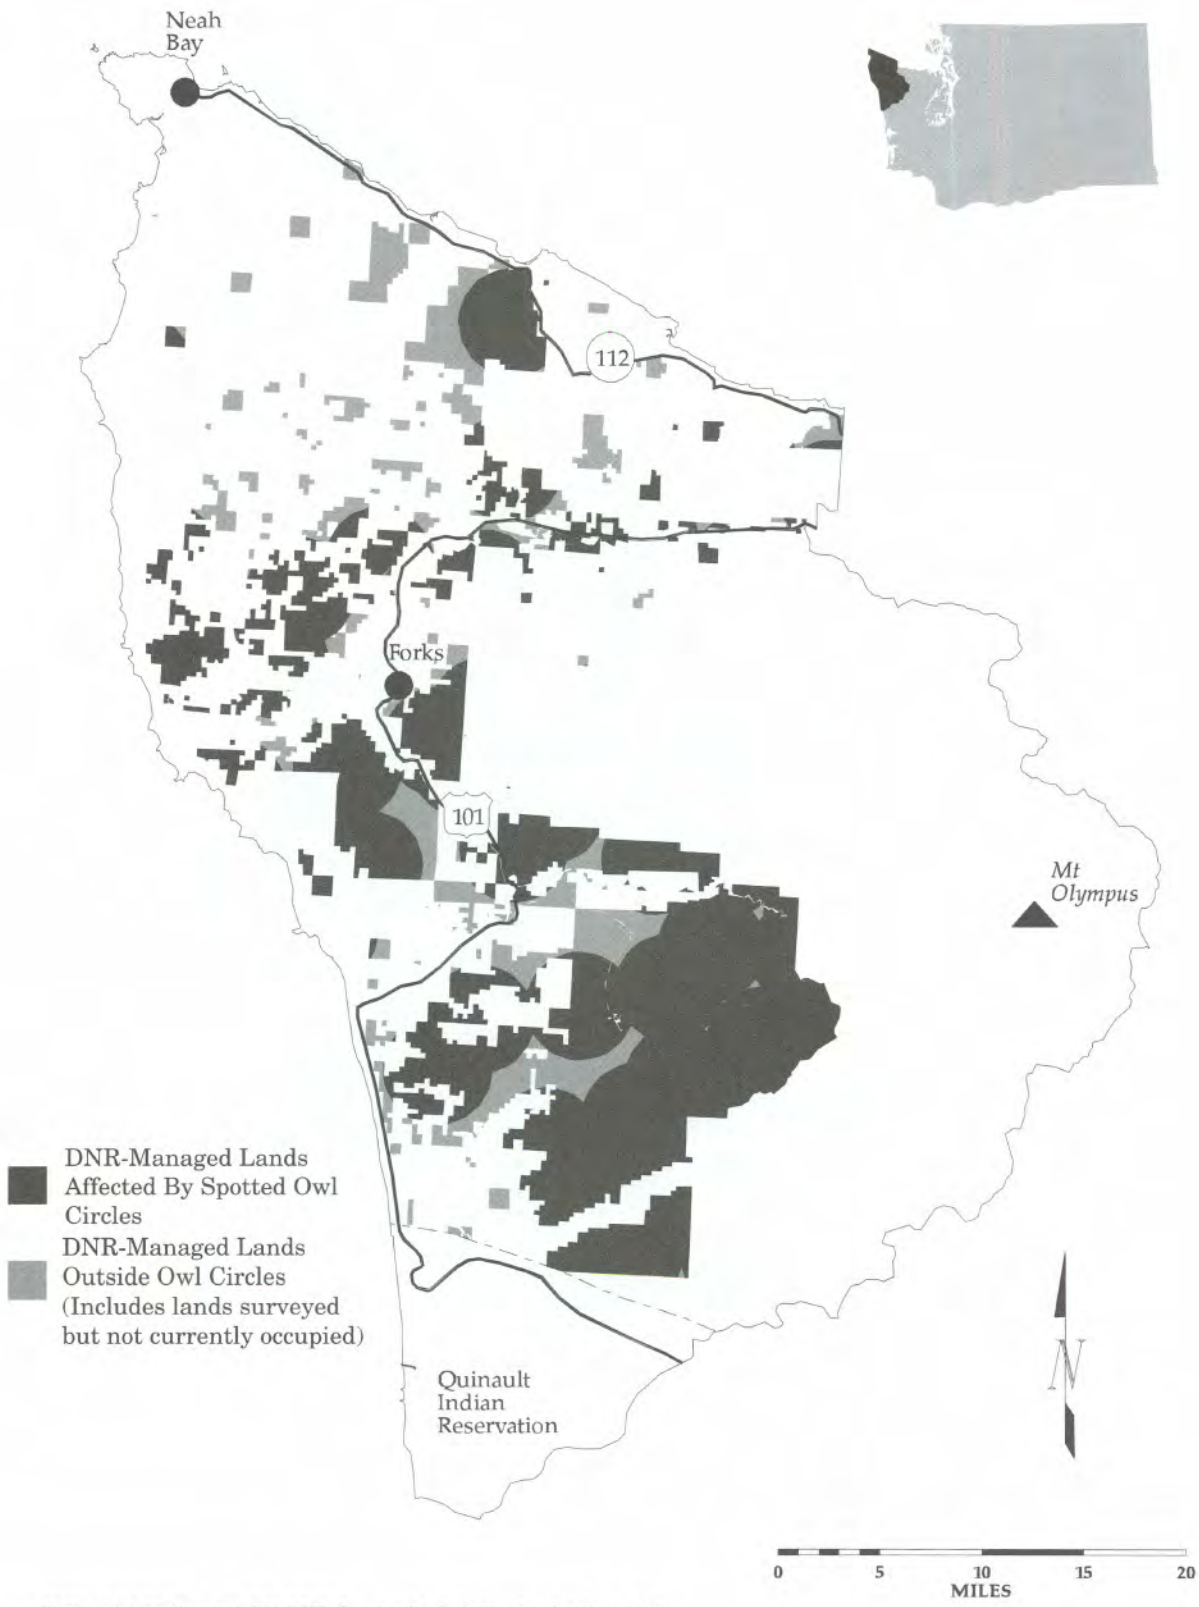 Neah
Bay
112
Forks
101
Mt
Olympus
DNR-Managed Lands
Affected By Spotted Owl
Circles
DNR-Managed Lands
Outside Owl Circles
(Includes lands surveyed
but not currently occupied)
Quinault
Indian
Reservation
N
0 5 10 15 20
MILES